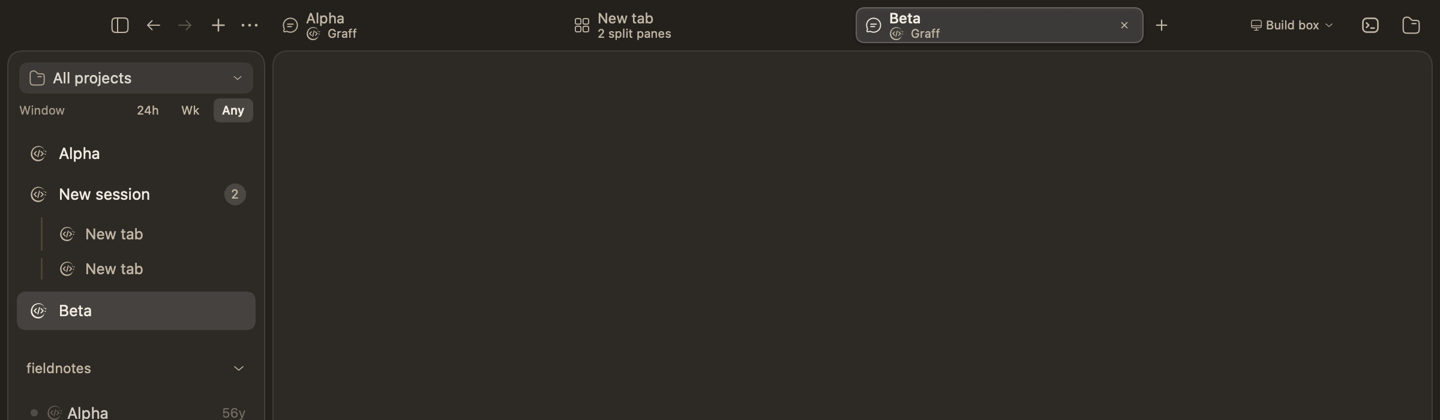 Alpha
Graff
New tab
2 split panes
Beta
Graff
Build box
All projects
Window 24h Wk Any
Alpha
New session 2
New tab
New tab
Beta
fieldnotes
Alpha 56y